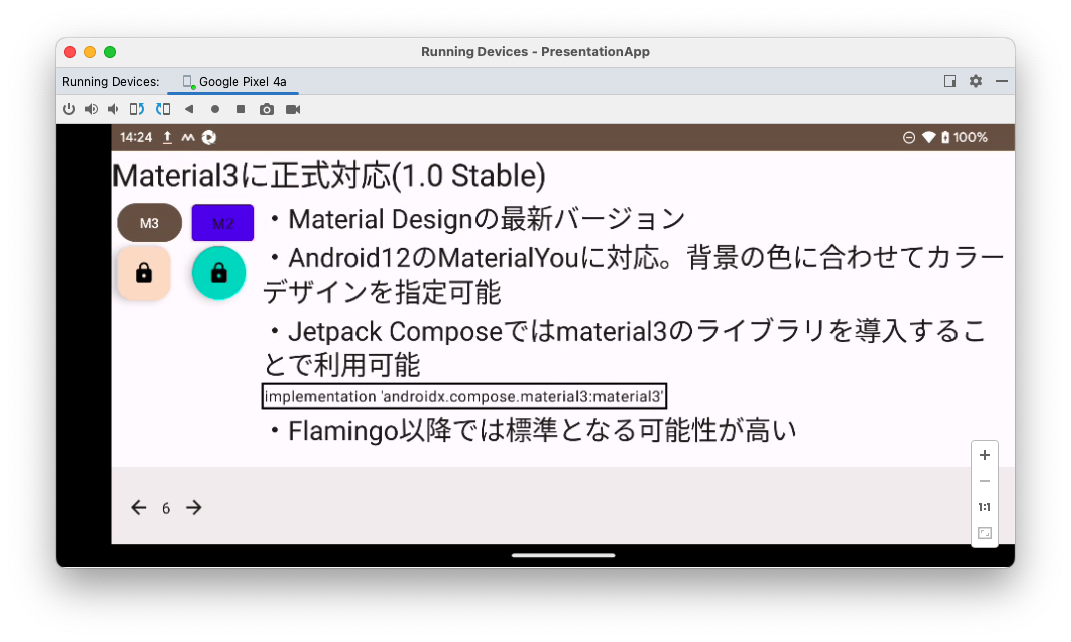 Running Devices - PresentationApp
Running Devices: Google Pixel 4a
14:24 100%
Material3に正式対応(1.0 Stable)
M3 M2
・Material Designの最新バージョン
・Android12のMaterialYouに対応。背景の色に合わせてカラー
デザインを指定可能
・Jetpack Composeではmaterial3のライブラリを導入するこ
とで利用可能
implementation 'androidx.compose.material3:material3'
・Flamingo以降では標準となる可能性が高い
1:1
6